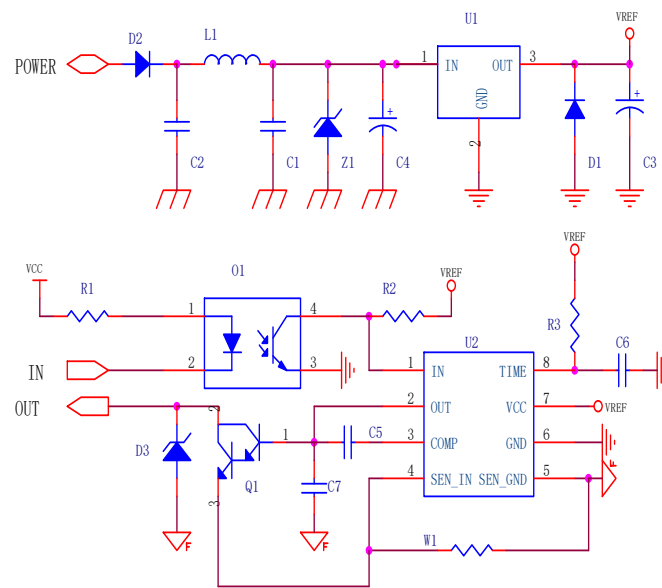 U1
VREF
D2
L1
POWER
1
IN
OUT
3
GND
2
C2
C1
Z1
+
C4
D1
+
C3
VCC
R1
O1
R2
VREF
VREF
1
4
R3
C6
U2
IN
2
3
1
IN
TIME
8
OUT
2
OUT
VCC
7
VREF
D3
2
1
C5
3
COMP
GND
6
Q1
C7
4
SEN_IN
SEN_GND
5
F
3
F
F
W1